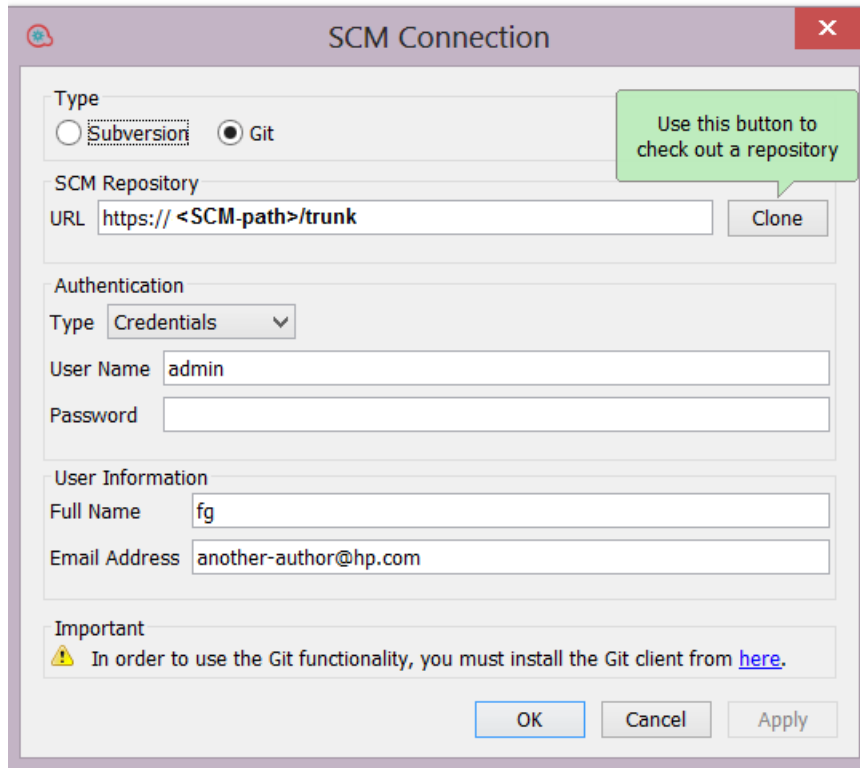 SCM Connection
Type
Subversion Git
Use this button to
check out a repository
SCM Repository
URL https:// <SCM-path>/trunk Clone
Authentication
Type Credentials
User Name admin
Password
User Information
Full Name fg
Email Address another-author@hp.com
Important
In order to use the Git functionality, you must install the Git client from here.
OK Cancel Apply